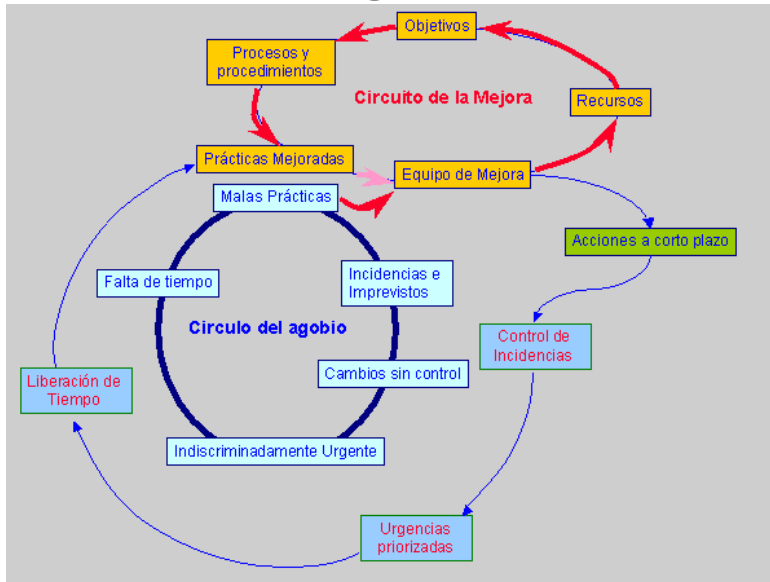 Objetivos
Procesos y
procedimientos
Circuito de la Mejora
Recursos
Prácticas Mejoradas
Equipo de Mejora
Malas Prácticas
Acciones a corto plazo
Falta de tiempo
Incidencias e
Imprevistos
Circulo del agobio
Control de
Incidencias
Cambios sin control
Liberación de
Tiempo
Indiscriminadamente Urgente
Urgencias
priorizadas